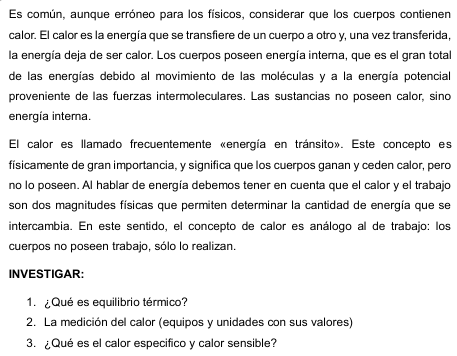 Es común, aunque erróneo para los físicos, considerar que los cuerpos contienen
calor. El calor es la energía que se transfiere de un cuerpo a otro y, una vez transferida,
la energía deja de ser calor. Los cuerpos poseen energía interna, que es el gran total
de las energías debido al movimiento de las moléculas y a la energía potencial
proveniente de las fuerzas intermoleculares. Las sustancias no poseen calor, sino
energía interna.
El calor es llamado frecuentemente «energía en tránsito». Este concepto es
físicamente de gran importancia, y significa que los cuerpos ganan y ceden calor, pero
no lo poseen. Al hablar de energía debemos tener en cuenta que el calor y el trabajo
son dos magnitudes físicas que permiten determinar la cantidad de energía que se
intercambia. En este sentido, el concepto de calor es análogo al de trabajo: los
cuerpos no poseen trabajo, sólo lo realizan.
INVESTIGAR:
1. ¿Qué es equilibrio térmico?
2. La medición del calor (equipos y unidades con sus valores)
3. ¿Qué es el calor especifico y calor sensible?